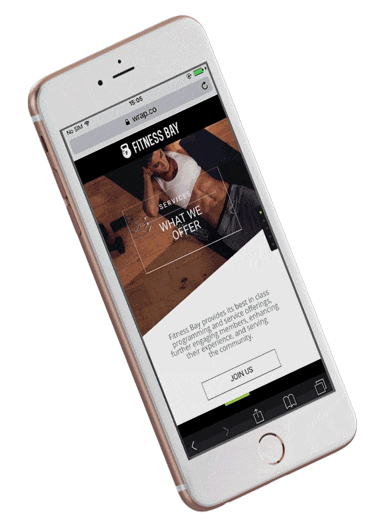 No SIM 15:05
wrap.co
FITNESS BAY
SERVICES
WHAT WE
OFFER
Fitness Bay provides its best in class
programming and service offerings,
further engaging members, enhancing
their experience, and serving
the community.
JOIN US